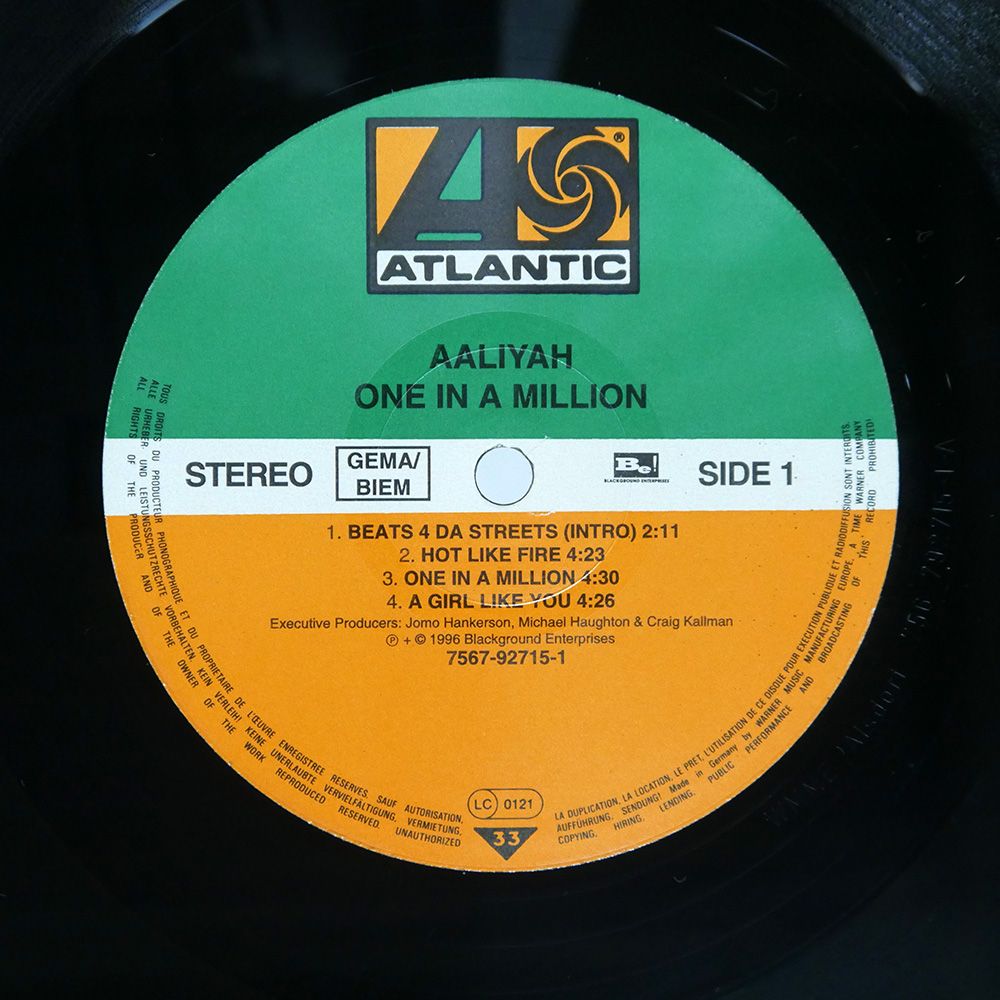 ®
ATLANTIC
AALIYAH
ONE IN A MILLION
STEREO
GEMA/
BIEM
Be!
BLACKGROUND ENTERPRISES
SIDE 1
1. BEATS 4 DA STREETS (INTRO) 2:11
2. HOT LIKE FIRE 4:23
3. ONE IN A MILLION 4:30
4. A GIRL LIKE YOU 4:26
Executive Producers: Jomo Hankerson, Michael Haughton & Craig Kallman
℗ + © 1996 Blackground Enterprises
7567-92715-1
LC 0121
33
TOUS DROITS DU PRODUCTEUR PHONOGRAPHIQUE ET DU PROPRIETAIRE DE L'ŒUVRE ENREGISTREE RESERVES. SAUF AUTORISATION,
ALLE URHEBER UND LEISTUNGSSCHUTZRECHTE VORBEHALTEN KEIN VERLEIH! KEINE UNERLAUBTE VERVIELFÄLTIGUNG, VERMIETUNG,
ALL RIGHTS OF THE PRODUCER AND OF THE OWNER OF THE WORK REPRODUCED RESERVED. UNAUTHORIZED
LA DUPLICATION, LA LOCATION, LE PRET, L'UTILISATION DE CE DISQUE POUR EXECUTION PUBLIQUE ET RADIODIFFUSION SONT INTERDITS.
AUFFÜHRUNG, SENDUNG! Made in Germany by WARNER MUSIC MANUFACTURING EUROPE, A TIME WARNER COMPANY
COPYING, HIRING, LENDING, PUBLIC PERFORMANCE AND BROADCASTING OF THIS RECORD PROHIBITED!